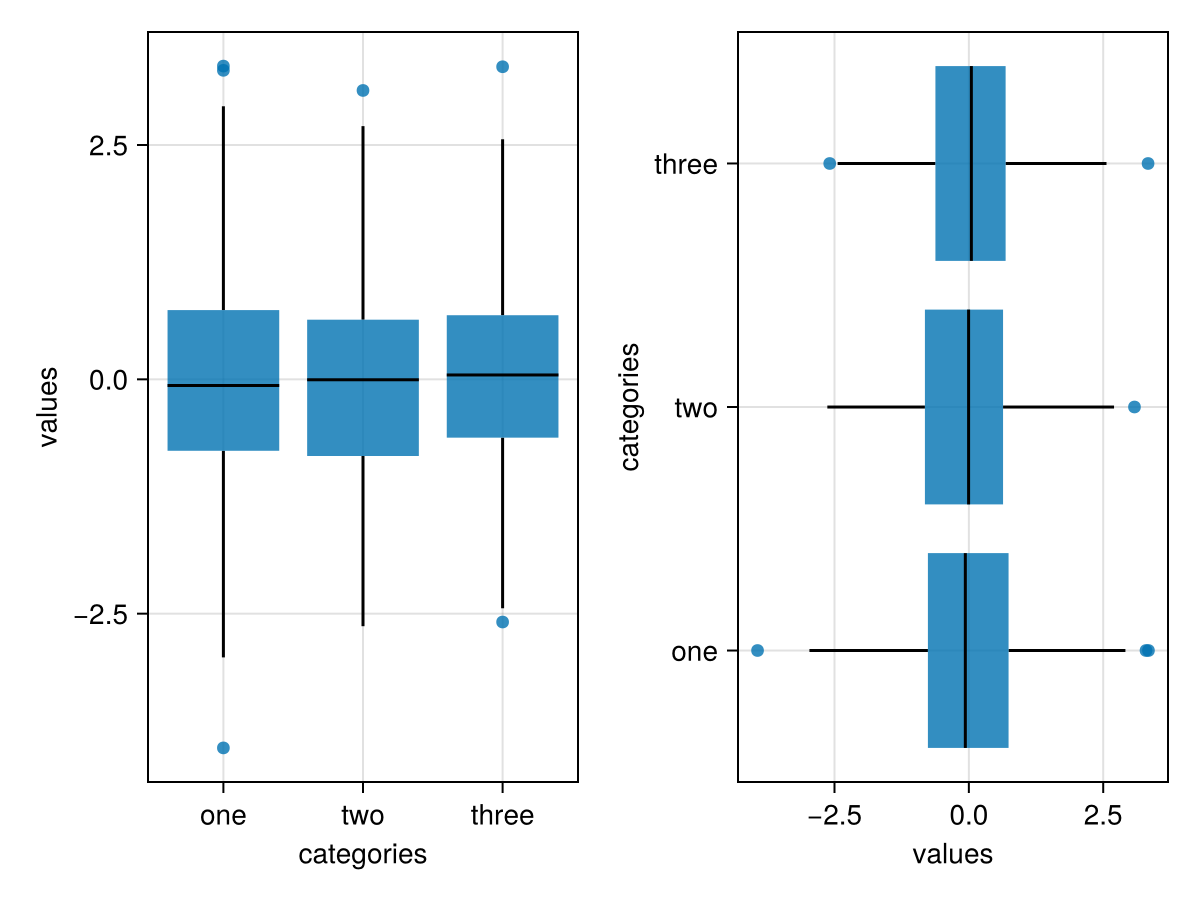 values
2.5
0.0
−2.5
one two three
categories
categories
three
two
one
−2.5 0.0 2.5
values